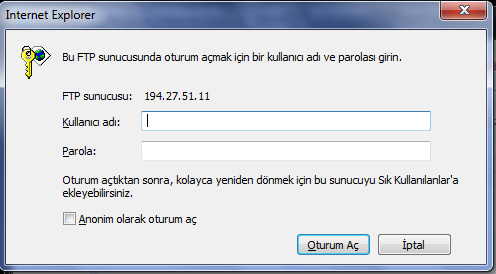 Internet Explorer
Bu FTP sunucusunda oturum açmak için bir kullanıcı adı ve parolası girin.
FTP sunucusu: 194.27.51.11
Kullanıcı adı:
Parola:
Oturum açtıktan sonra, kolayca yeniden dönmek için bu sunucuyu Sık Kullanılanlar'a
ekleyebilirsiniz.
Anonim olarak oturum aç
Oturum Aç
İptal